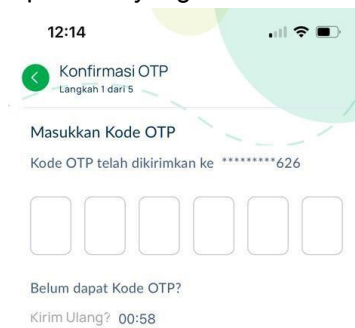 12:14
Konfirmasi OTP
Langkah 1 dari 5
Masukkan Kode OTP
Kode OTP telah dikirimkan ke *********626
Belum dapat Kode OTP?
Kirim Ulang? 00:58